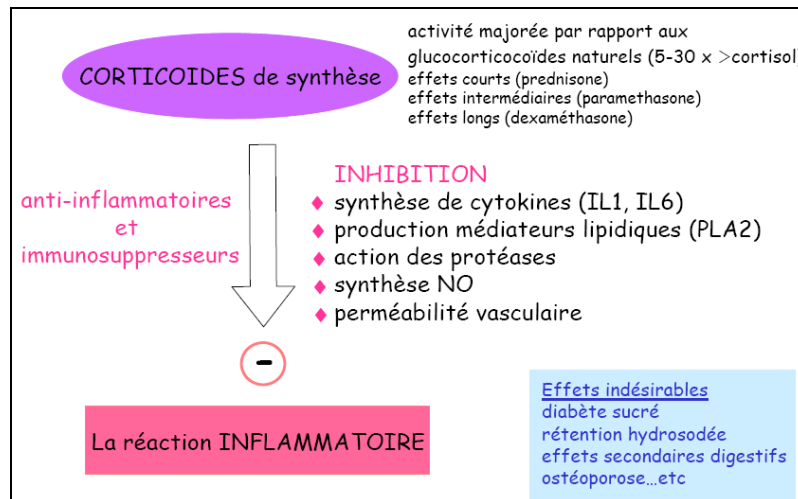 CORTICOIDES de synthèse
activité majorée par rapport aux
glucocorticocoïdes naturels (5-30 x >cortisol)
effets courts (prednisone)
effets intermédiaires (paramethasone)
effets longs (dexaméthasone)
anti-inflammatoires
et
immunosuppresseurs
INHIBITION
♦ synthèse de cytokines (IL1, IL6)
♦ production médiateurs lipidiques (PLA2)
♦ action des protéases
♦ synthèse NO
♦ perméabilité vasculaire
-
La réaction INFLAMMATOIRE
Effets indésirables
diabète sucré
rétention hydrosodée
effets secondaires digestifs
ostéoporose...etc